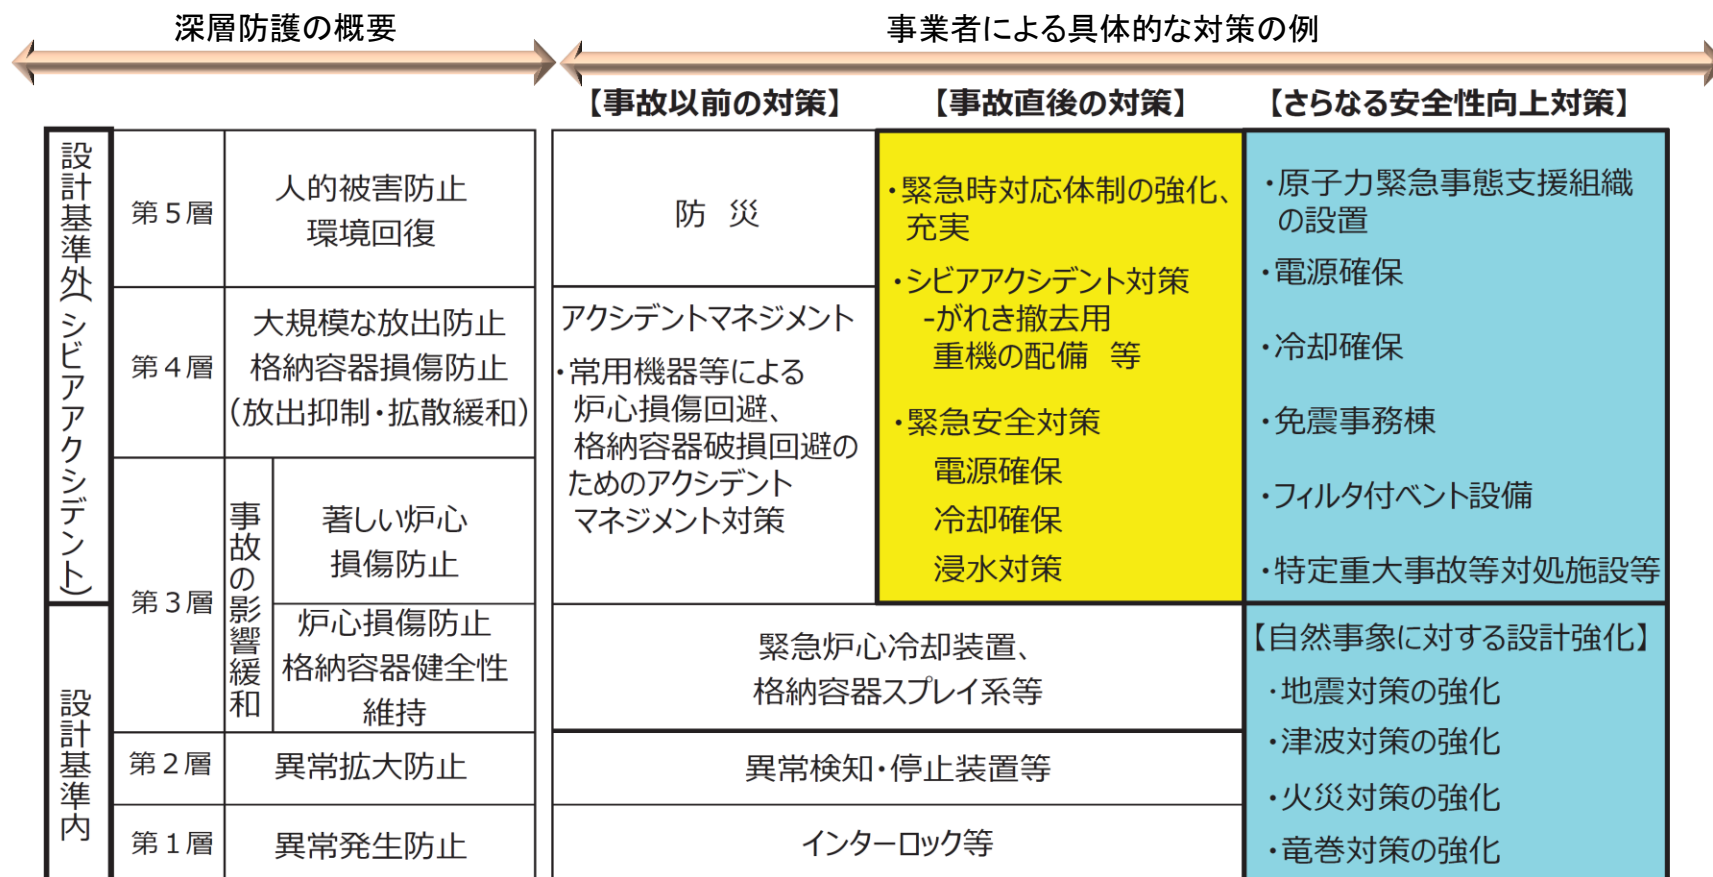 深層防護の概要
事業者による具体的な対策の例
【事故以前の対策】
【事故直後の対策】
【さらなる安全性向上対策】
設計基準外(シビアアクシデント)
第5層
人的被害防止
環境回復
防 災
第4層
大規模な放出防止
格納容器損傷防止
(放出抑制・拡散緩和)
アクシデントマネジメント
・常用機器等による
炉心損傷回避、
格納容器破損回避の
ためのアクシデント
マネジメント対策
第3層
事故の影響緩和
著しい炉心
損傷防止
・緊急時対応体制の強化、
充実
・シビアアクシデント対策
-がれき撤去用
重機の配備 等
・緊急安全対策
電源確保
冷却確保
浸水対策
・原子力緊急事態支援組織
の設置
・電源確保
・冷却確保
・免震事務棟
・フィルタ付ベント設備
・特定重大事故等対処施設等
設計基準内
炉心損傷防止
格納容器健全性
維持
緊急炉心冷却装置、
格納容器スプレイ系等
第2層
異常拡大防止
異常検知・停止装置等
第1層
異常発生防止
インターロック等
【自然事象に対する設計強化】
・地震対策の強化
・津波対策の強化
・火災対策の強化
・竜巻対策の強化